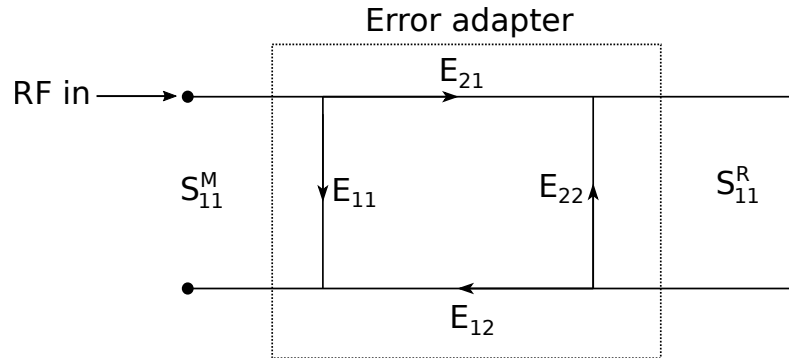 Error adapter
RF in
E21
S11M
E11
E22
S11R
E12